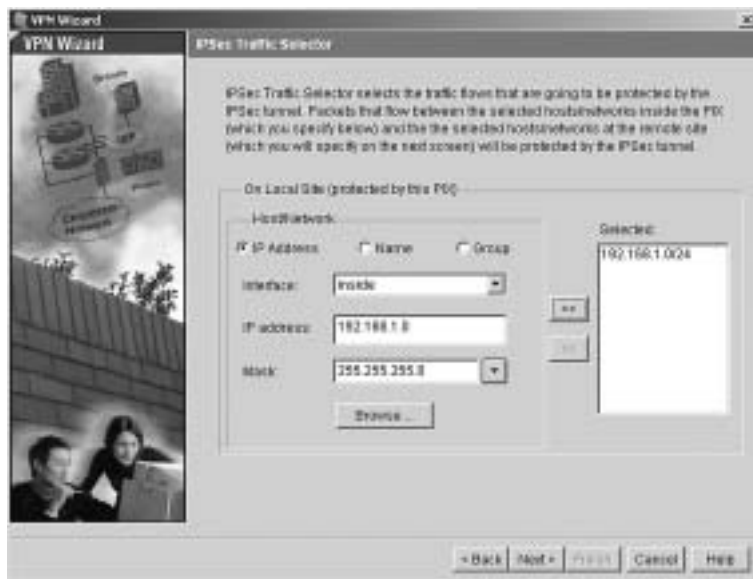 VPN Wizard
VPN Wizard
IPSec Traffic Selector
IPSec Traffic Selector selects the traffic flows that are going to be protected by the
IPSec tunnel. Packets that flow between the selected hosts/networks inside the PIX
(which you specify below) and the the selected hosts/networks at the remote site
(which you will specify on the next screen) will be protected by the IPSec tunnel.
On Local Site (protected by this PIX)
Host/Network
IP Address
Name
Group
Interface:
inside
IP address:
192.168.1.0
Mask:
255.255.255.0
Browse...
>>
Selected:
192.168.1.0/24
< Back
Next >
Finish
Cancel
Help